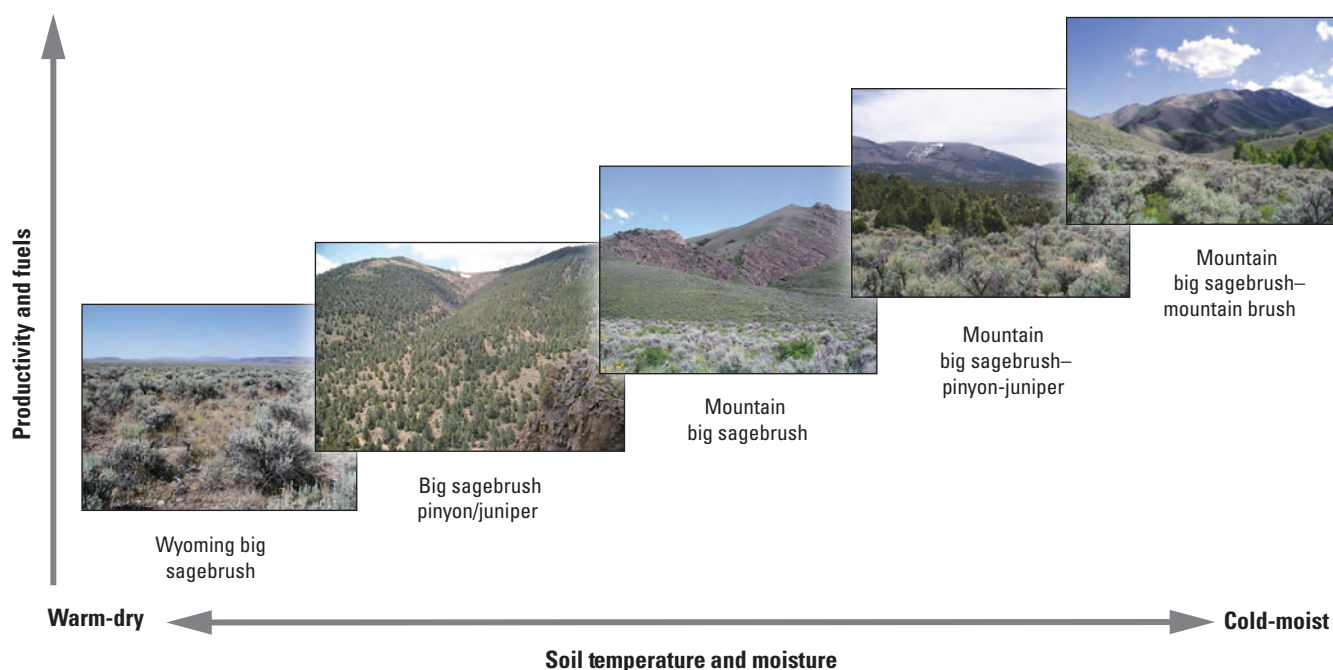 Productivity and fuels
Wyoming big
sagebrush
Big sagebrush
pinyon/juniper
Mountain
big sagebrush
Mountain
big sagebrush–
pinyon-juniper
Mountain
big sagebrush–
mountain brush
Warm-dry
Cold-moist
Soil temperature and moisture